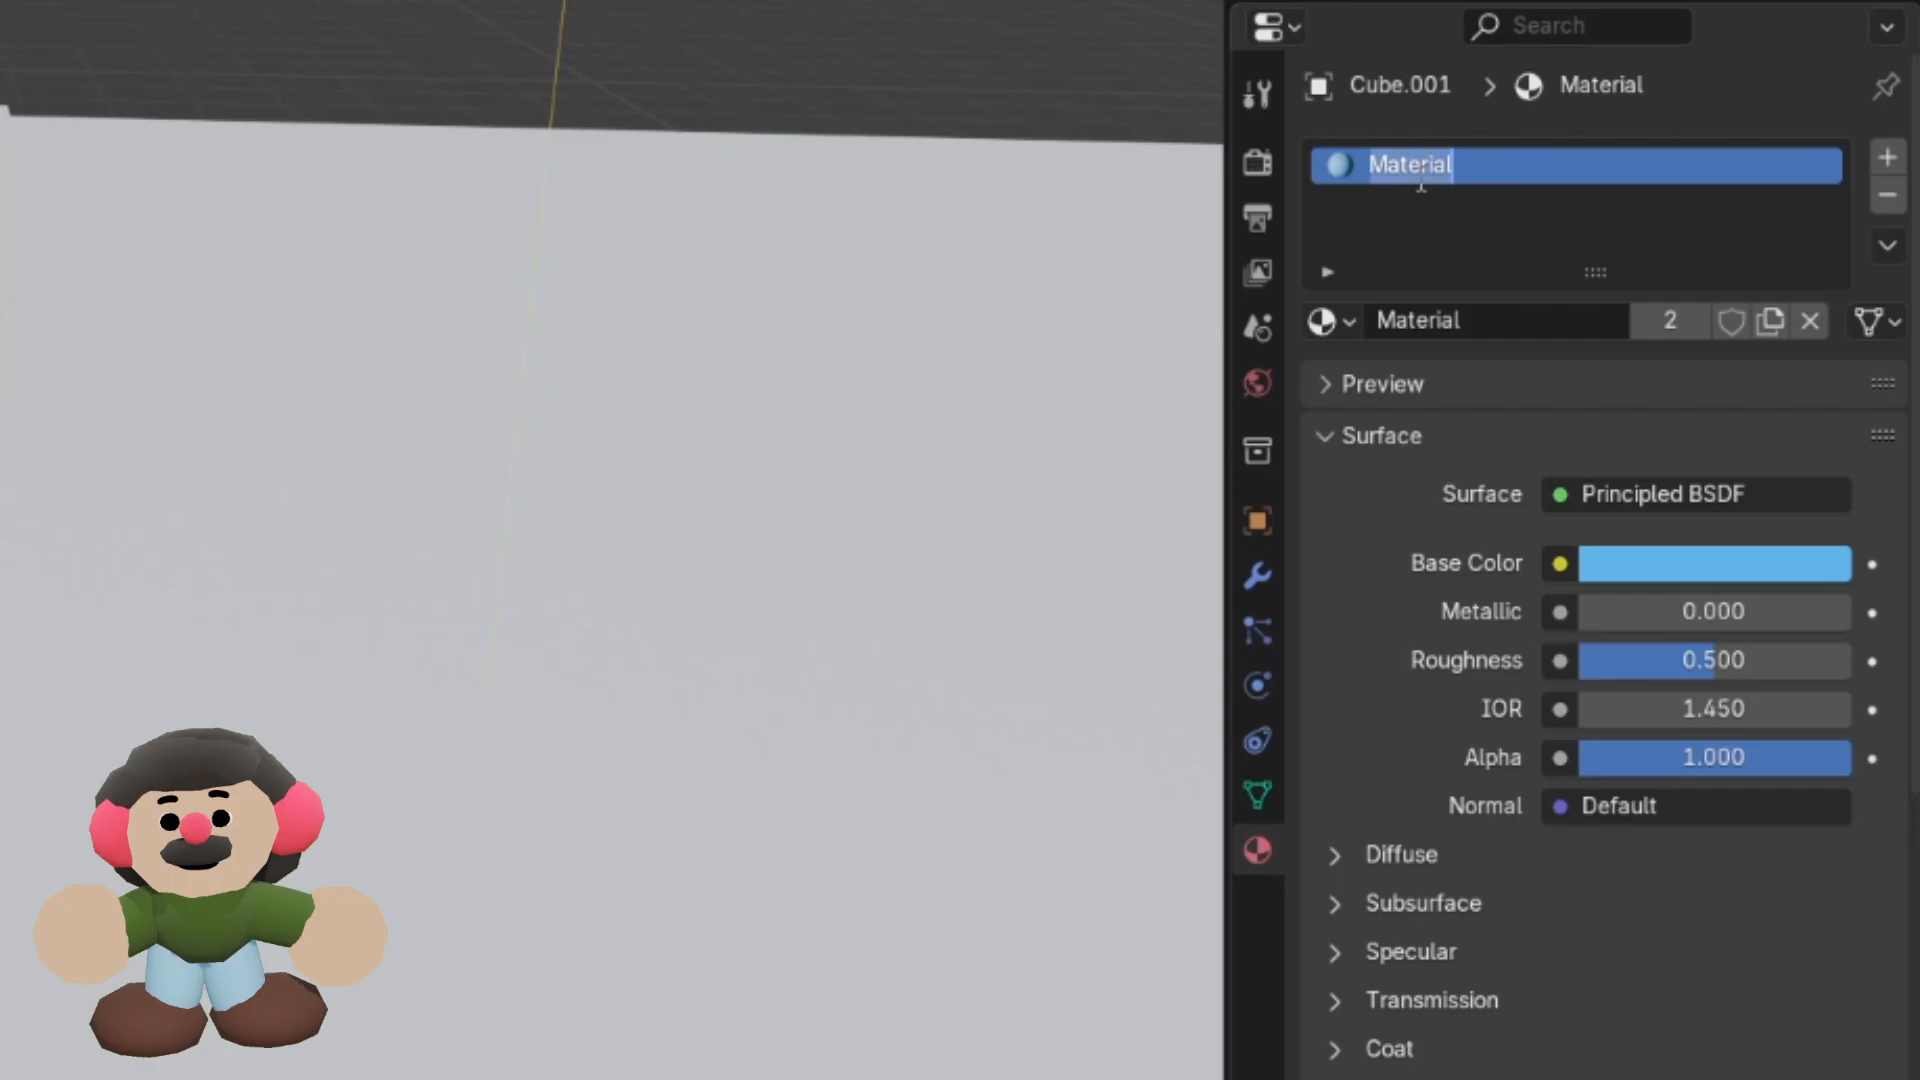 Search
Cube.001 Material
Material
Material 2
Preview
Surface
Surface Principled BSDF
Base Color
Metallic 0.000
Roughness 0.500
IOR 1.450
Alpha 1.000
Normal Default
Diffuse
Subsurface
Specular
Transmission
Coat